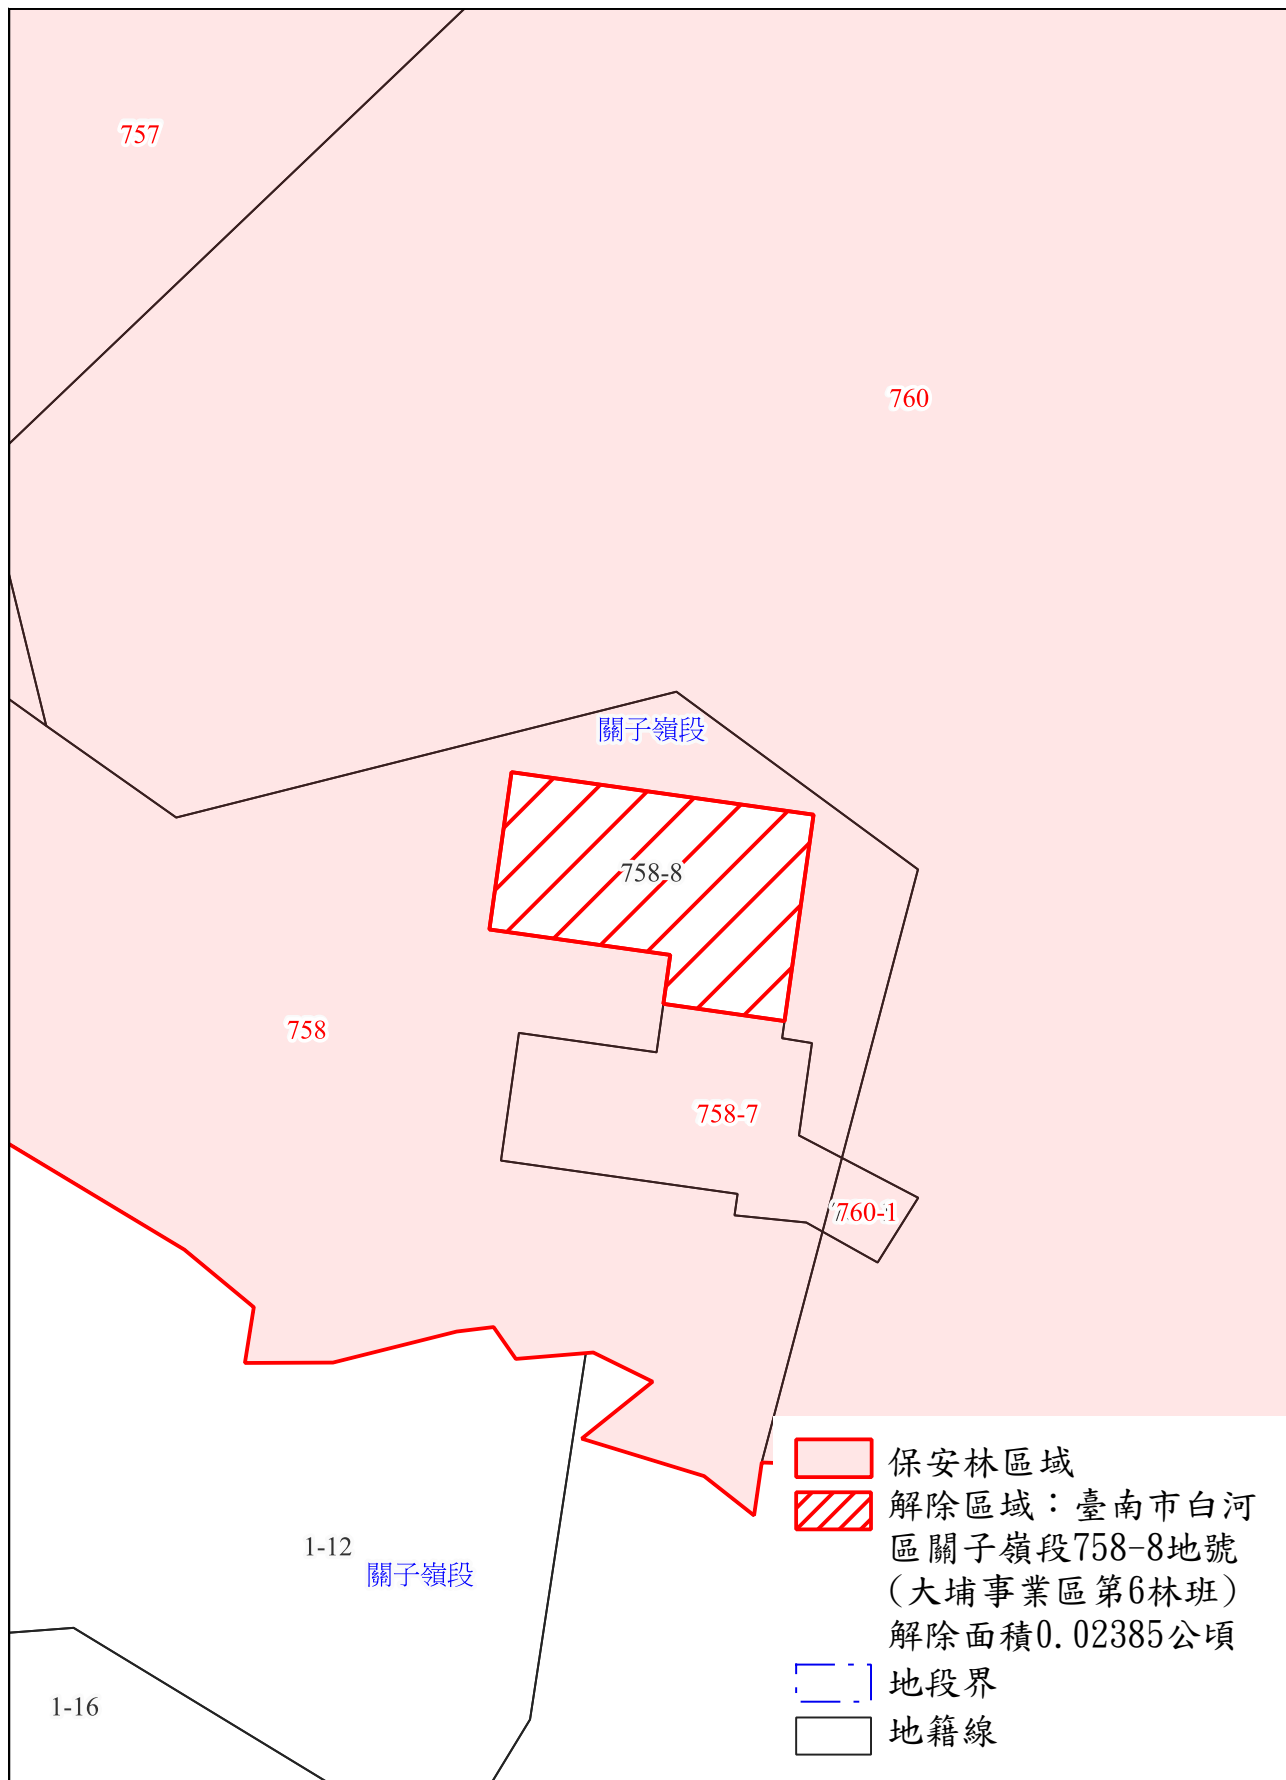 757
760
關子嶺段
758-8
758
758-7
760-1
1-12
關子嶺段
1-16
保安林區域
解除區域：臺南市白河
區關子嶺段758-8地號
(大埔事業區第6林班)
解除面積0.02385公頃
地段界
地籍線